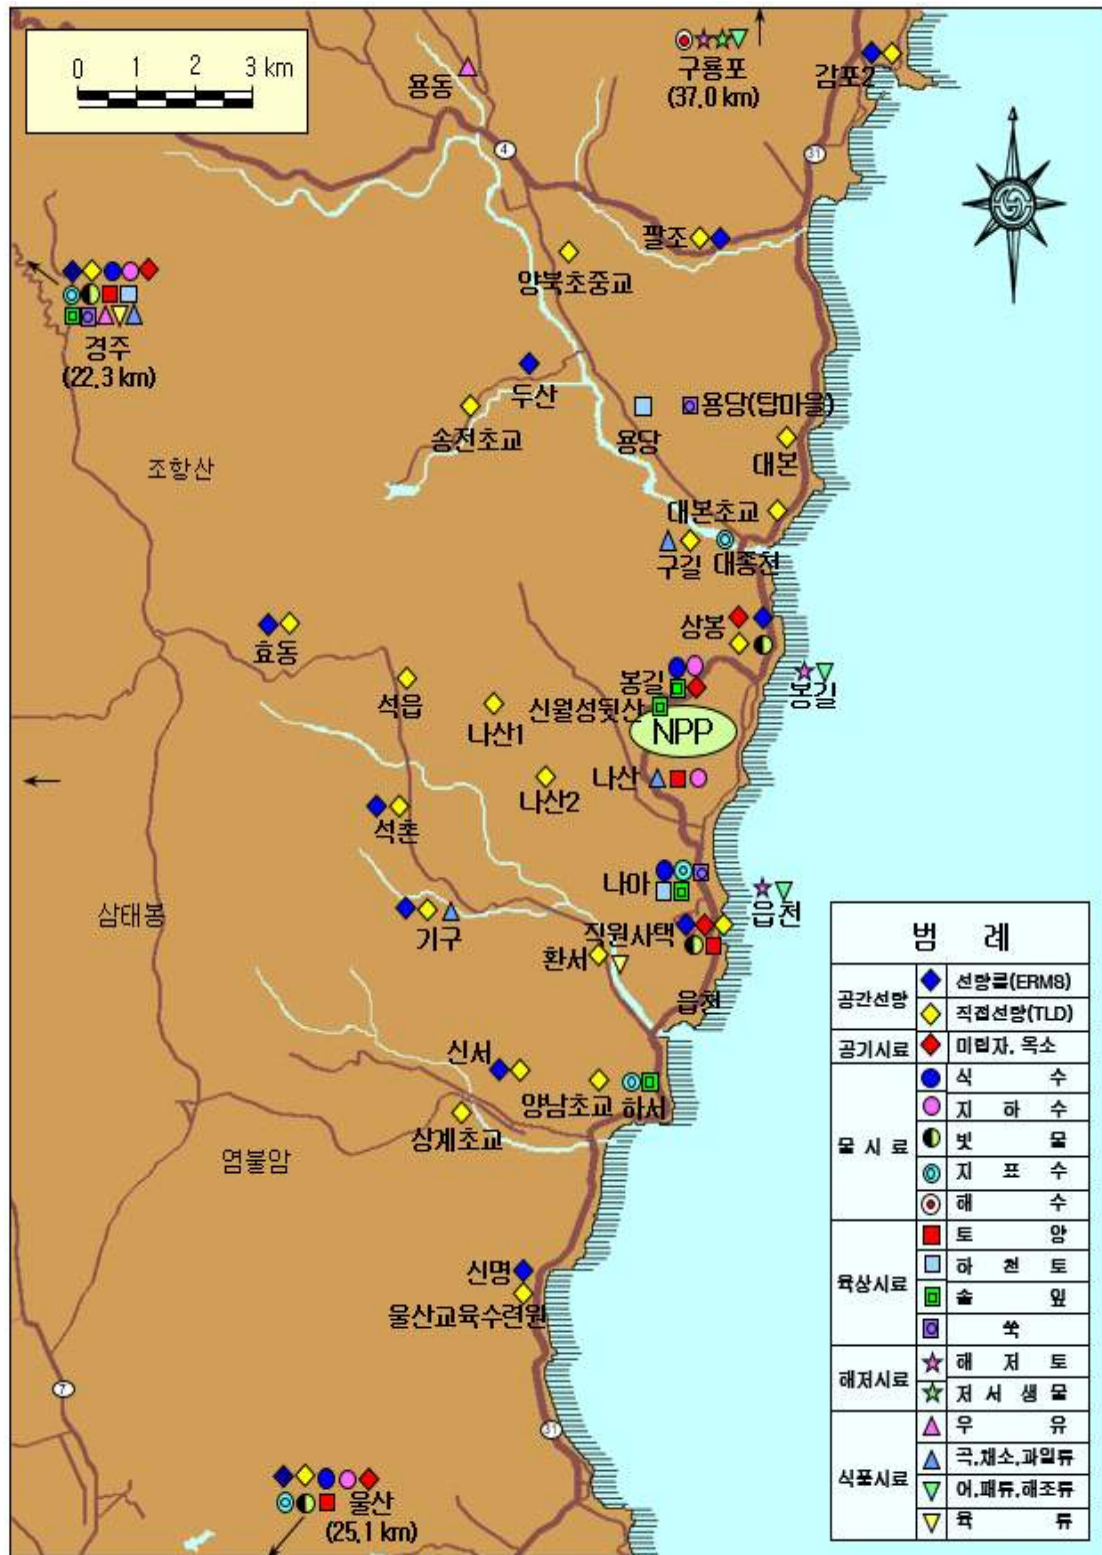 0 1 2 3 km
용동
구룡포
(37.0 km)
감포2
4
31
팔조
양북초중교
경주
(22.3 km)
두산
송전초교
용당
용당(탑마을)
대본
조항산
대본초교
구길
대종천
상봉
효동
석읍
나산1
봉길
신월성뒷산
NPP
봉길
나산2
나산
석촌
나아
읍천
삼태봉
기구
직원사택
환서
읍천
신서
양남초교
하서
상계초교
염불암
신명
울산교육수련원
7
31
울산
(25.1 km)
범 례
공간선량
선량률(ERMS)
직접선량(TLD)
공기시료
미립자, 옥소
물 시 료
식 수
지 하 수
빗 물
지 표 수
해 수
육상시료
토 양
하 천 토
솔 잎
쑥
해저시료
해 저 토
저 서 생 물
식품시료
우 유
곡,채소,과일류
어,패류,해조류
육 류